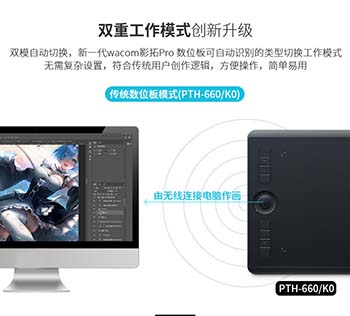 双重工作模式创新升级
双模自动切换，新一代wacom影拓Pro 数位板可自动识别的类型切换工作模式
无需复杂设置，符合传统用户创作逻辑，方便操作，简单易用
传统数位板模式(PTH-660/K0)
由无线连接电脑作画
PTH-660/K0